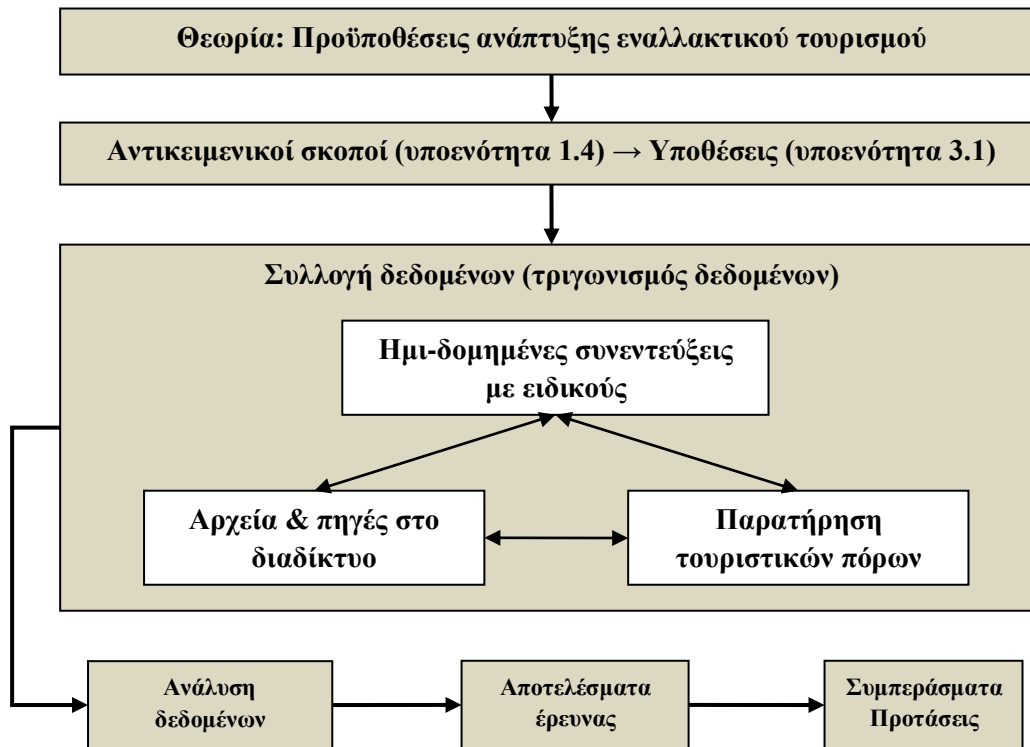 Θεωρία: Προϋποθέσεις ανάπτυξης εναλλακτικού τουρισμού
Αντικειμενικοί σκοποί (υποενότητα 1.4) → Υποθέσεις (υποενότητα 3.1)
Συλλογή δεδομένων (τριγωνισμός δεδομένων)
Ημι-δομημένες συνεντεύξεις
με ειδικούς
Αρχεία & πηγές στο
διαδίκτυο
Παρατήρηση
τουριστικών πόρων
Ανάλυση
δεδομένων
Αποτελέσματα
έρευνας
Συμπεράσματα
Προτάσεις